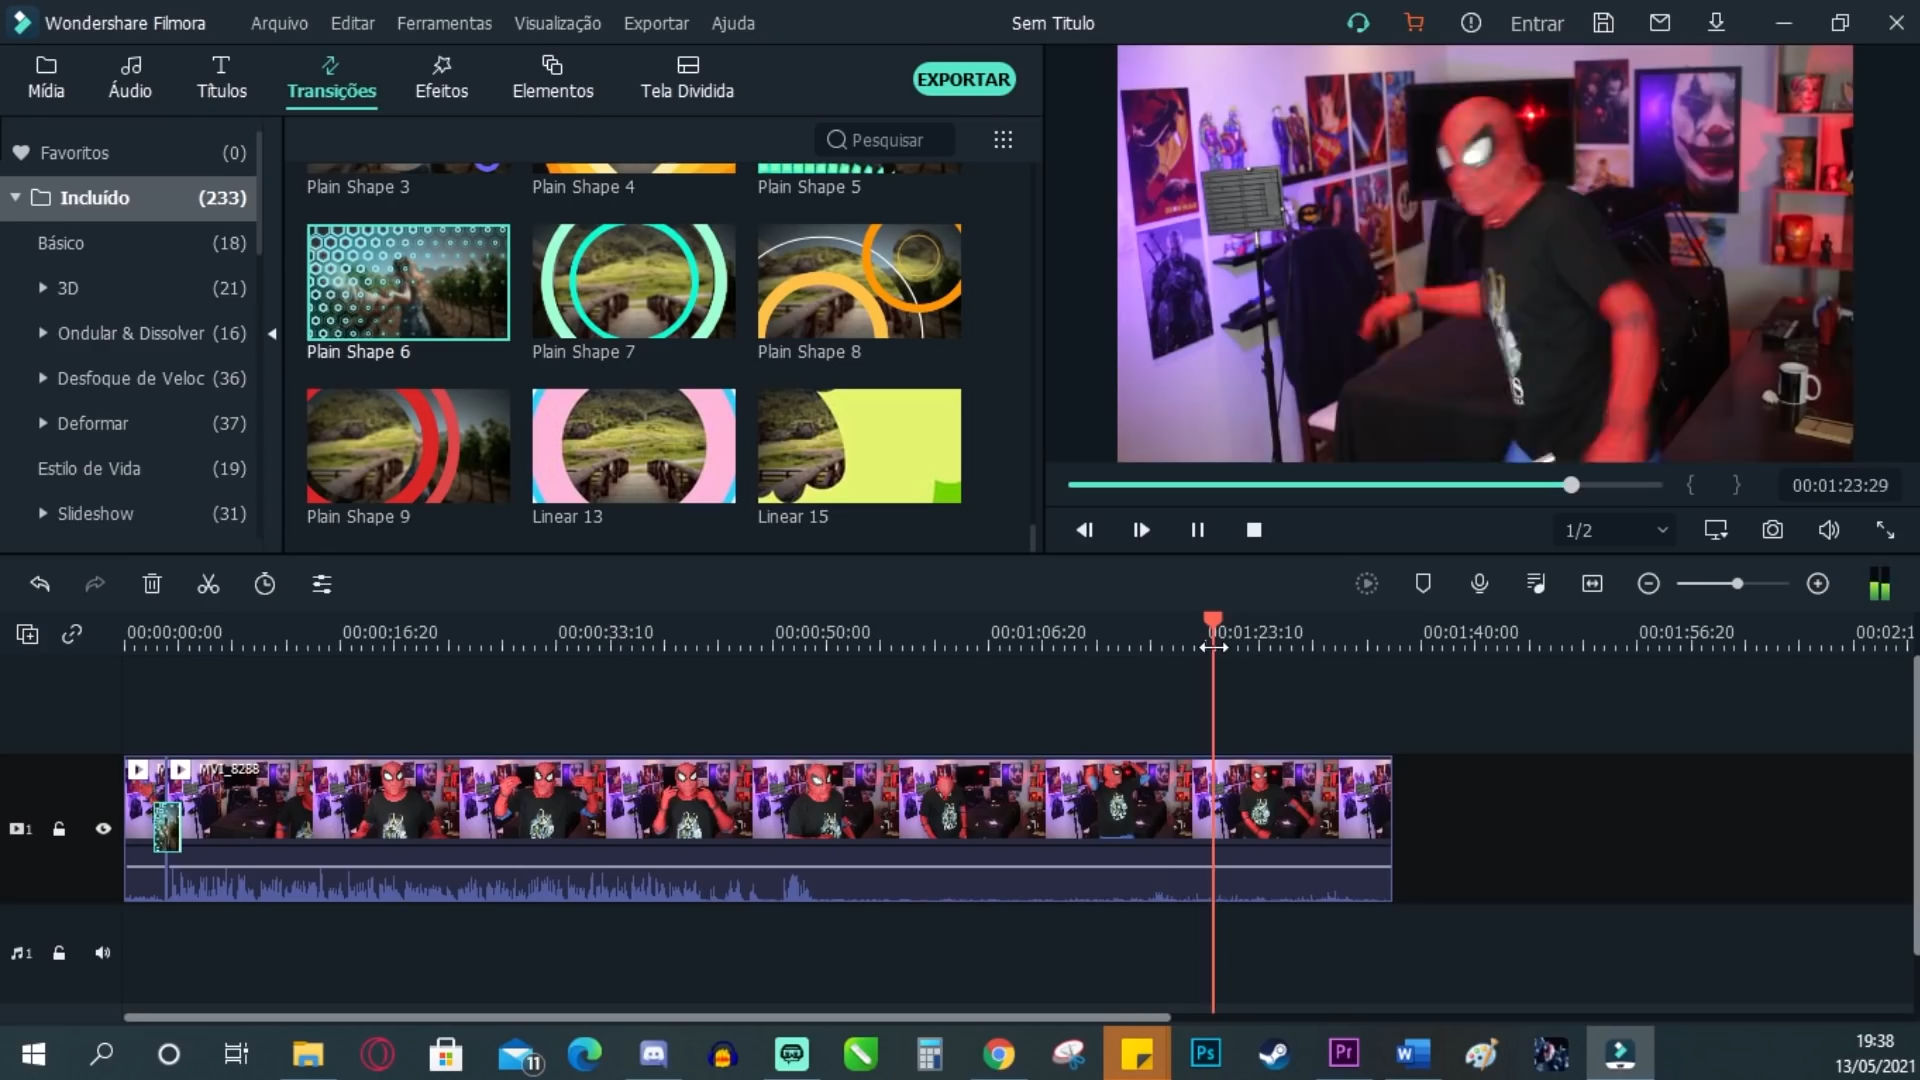 Wondershare Filmora
Arquivo
Editar
Ferramentas
Visualização
Exportar
Ajuda
Sem Titulo
Entrar
Mídia
Áudio
Títulos
Transições
Efeitos
Elementos
Tela Dividida
EXPORTAR
Favoritos (0)
Incluído (233)
Básico (18)
3D (21)
Ondular & Dissolver (16)
Desfoque de Veloc (36)
Deformar (37)
Estilo de Vida (19)
Slideshow (31)
Pesquisar
Plain Shape 3
Plain Shape 4
Plain Shape 5
Plain Shape 6
Plain Shape 7
Plain Shape 8
Plain Shape 9
Linear 13
Linear 15
{ }
00:01:23:29
1/2
00:00:00:00
00:00:16:20
00:00:33:10
00:00:50:00
00:01:06:20
00:01:23:10
00:01:40:00
00:01:56:20
00:02:1
MVI_8288
1
1
11
Ps
Pr
W
19:38
13/05/2021